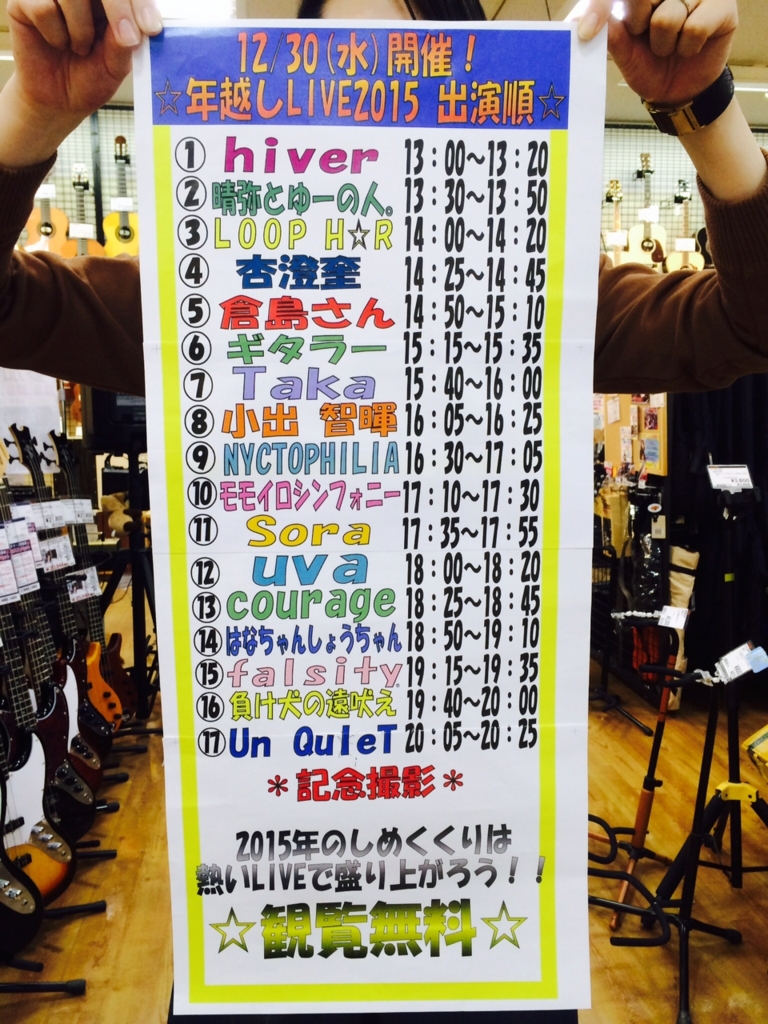 12/30(水)開催！
☆年越しLIVE2015 出演順☆
① hiver 13：00～13：20
② 晴弥とゆーの人。 13：30～13：50
③ LOOP H☆R 14：00～14：20
④ 杏澄奎 14：25～14：45
⑤ 倉島さん 14：50～15：10
⑥ ギタラー 15：15～15：35
⑦ Taka 15：40～16：00
⑧ 小出 智暉 16：05～16：25
⑨ NYCTOPHILIA 16：30～17：05
⑩ モモイロシンフォニー 17：10～17：30
⑪ Sora 17：35～17：55
⑫ uva 18：00～18：20
⑬ courage 18：25～18：45
⑭ はなちゃんしょうちゃん 18：50～19：10
⑮ falsity. 19：15～19：35
⑯ 負け犬の遠吠え 19：40～20：00
⑰ Un QuIeT 20：05～20：25
＊記念撮影＊
2015年のしめくくりは
熱いLIVEで盛り上がろう！！
☆観覧無料☆